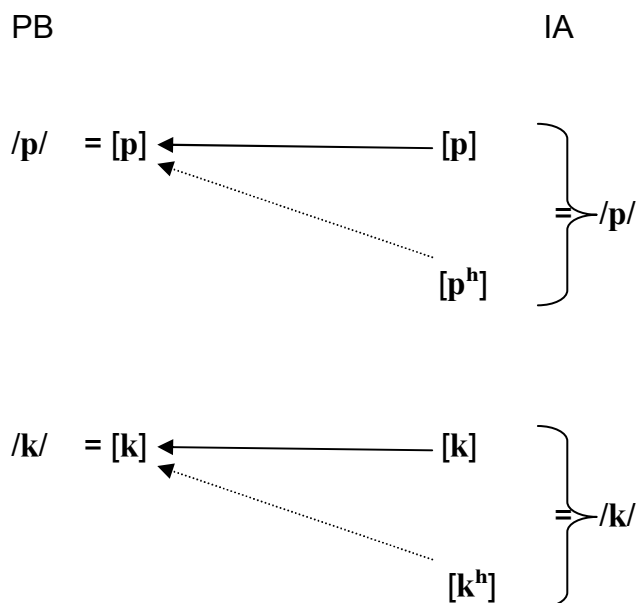 PB IA
/p/ = [p] [p]
= /p/
[pʰ]
/k/ = [k] [k]
= /k/
[kʰ]